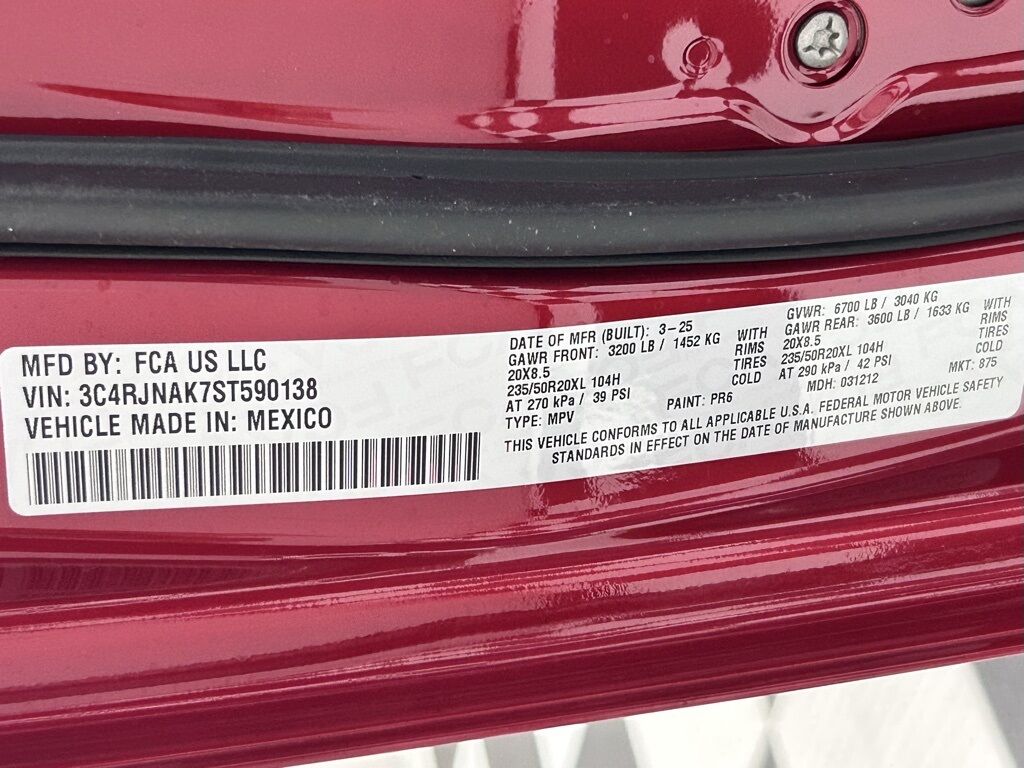 MFD BY: FCA US LLC
VIN: 3C4RJNAK7ST590138
VEHICLE MADE IN: MEXICO
DATE OF MFR (BUILT): 3-25
GAWR FRONT: 3200 LB / 1452 KG WITH
20X8.5 RIMS
235/50R20XL 104H TIRES
AT 270 kPa / 39 PSI COLD
TYPE: MPV PAINT: PR6
GVWR: 6700 LB / 3040 KG
GAWR REAR: 3600 LB / 1633 KG WITH
20X8.5 RIMS
235/50R20XL 104H TIRES
AT 290 kPa / 42 PSI COLD
MDH: 031212 MKT: 875
THIS VEHICLE CONFORMS TO ALL APPLICABLE U.S.A. FEDERAL MOTOR VEHICLE SAFETY
STANDARDS IN EFFECT ON THE DATE OF MANUFACTURE SHOWN ABOVE.